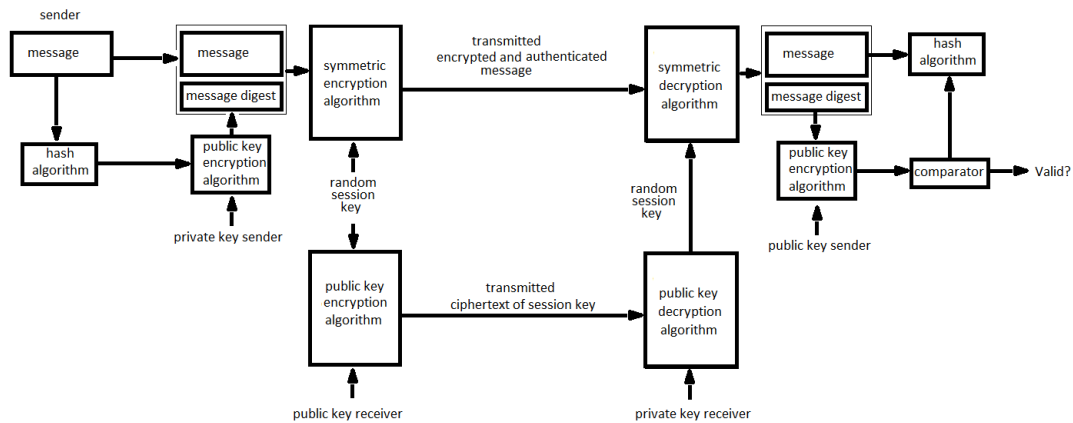 sender
message
hash
algorithm
message
message digest
public key
encryption
algorithm
private key sender
symmetric
encryption
algorithm
random
session
key
public key
encryption
algorithm
public key receiver
transmitted
encrypted and authenticated
message
transmitted
ciphertext of session key
symmetric
decryption
algorithm
random
session
key
public key
decryption
algorithm
private key receiver
message
message digest
public key
encryption
algorithm
public key sender
hash
algorithm
comparator
Valid?